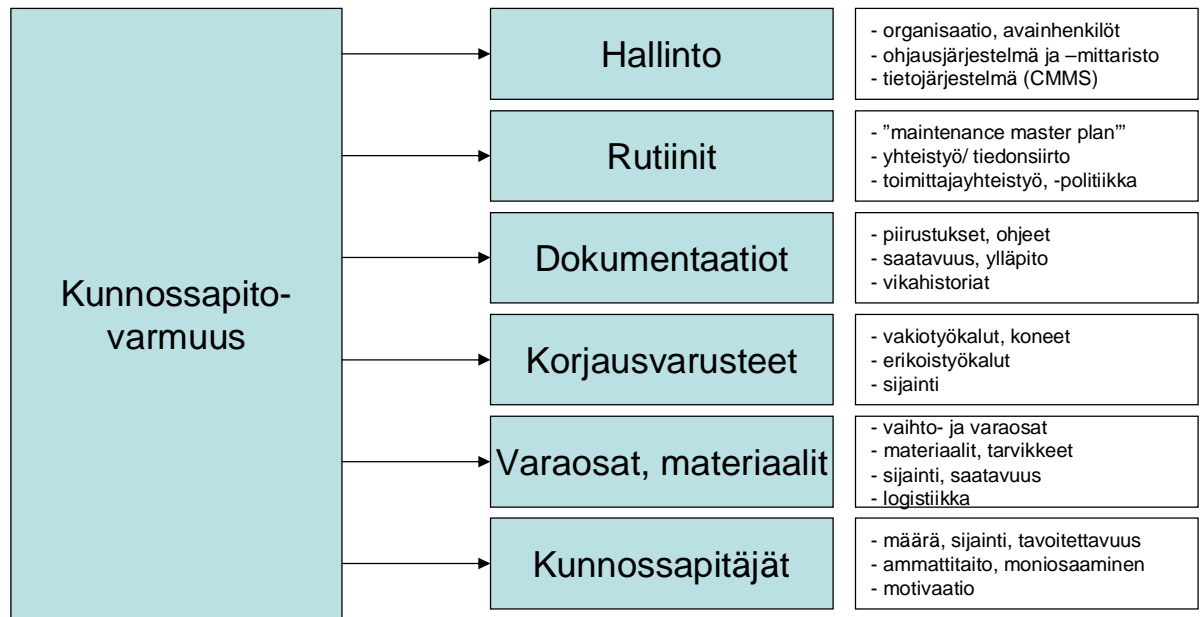 Kunnossapito-
varmuus
Hallinto
- organisaatio, avainhenkilöt
- ohjausjärjestelmä ja –mittaristo
- tietojärjestelmä (CMMS)
Rutiinit
- ”maintenance master plan”’
- yhteistyö/ tiedonsiirto
- toimittajayhteistyö, -politiikka
Dokumentaatiot
- piirustukset, ohjeet
- saatavuus, ylläpito
- vikahistoriat
Korjausvarusteet
- vakiotyökalut, koneet
- erikoistyökalut
- sijainti
Varaosat, materiaalit
- vaihto- ja varaosat
- materiaalit, tarvikkeet
- sijainti, saatavuus
- logistiikka
Kunnossapitäjät
- määrä, sijainti, tavoitettavuus
- ammattitaito, moniosaaminen
- motivaatio